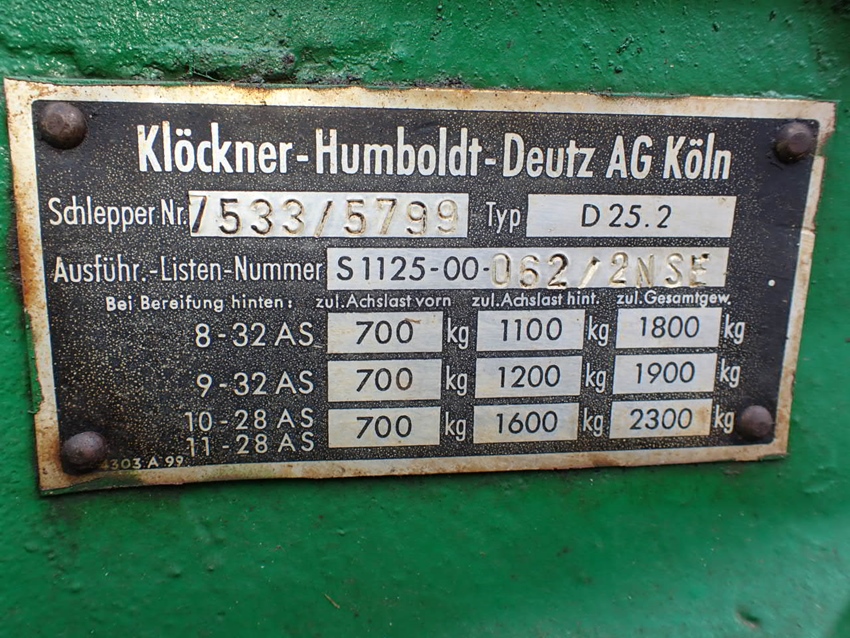 Klöckner-Humboldt-Deutz AG Köln
Schlepper Nr. 7533/5799 Typ D 25.2
Ausführ.-Listen-Nummer S 1125-00-062/2NSE
Bei Bereifung hinten: zul.Achslast vorn zul.Achslast hint. zul.Gesamtgew.
8-32 AS 700 kg 1100 kg 1800 kg
9-32 AS 700 kg 1200 kg 1900 kg
10-28 AS 700 kg 1600 kg 2300 kg
11-28 AS
4303 A 99